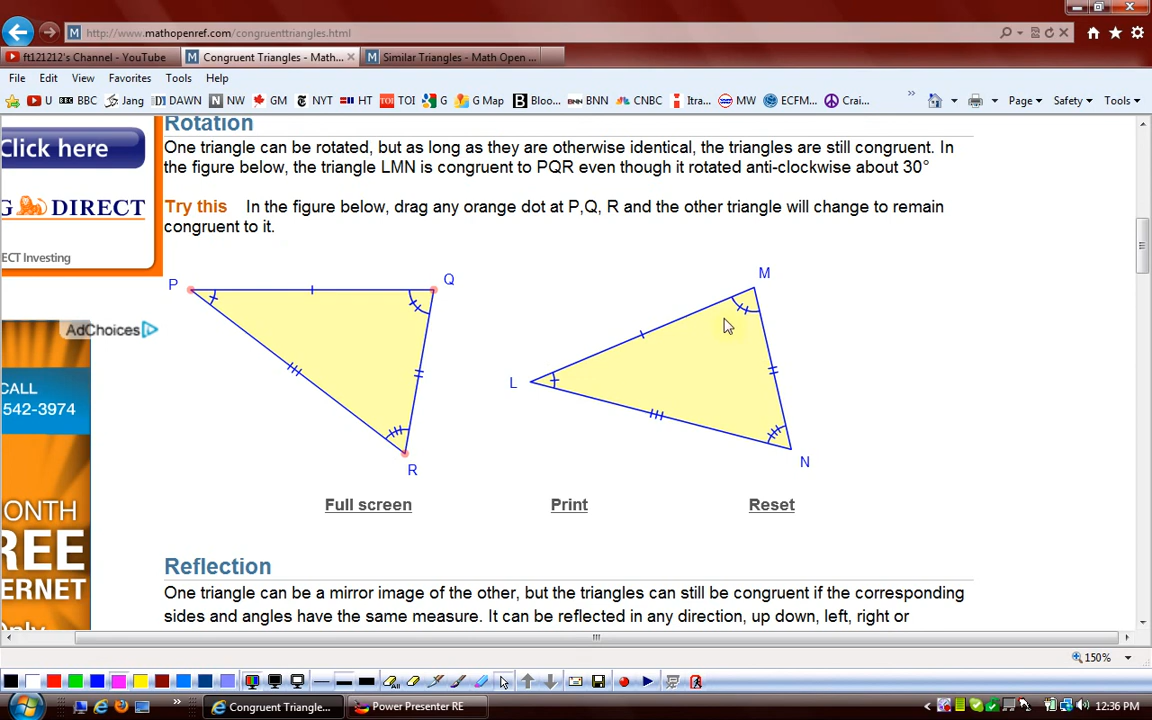 http://www.mathopenref.com/congruenttriangles.html
ft121212's Channel - YouTube
Congruent Triangles - Math...
Similar Triangles - Math Open ...
File Edit View Favorites Tools Help
U BBC Jang DAWN NW GM NYT HT TOI G G Map Bloo... BNN CNBC Itra... MW ECFM... Crai... Page Safety Tools
Click here
G DIRECT
ECT Investing
AdChoices
CALL
542-3974
ONTH
REE
TERNET
Only
Rotation
One triangle can be rotated, but as long as they are otherwise identical, the triangles are still congruent. In
the figure below, the triangle LMN is congruent to PQR even though it rotated anti-clockwise about 30°
Try this In the figure below, drag any orange dot at P,Q, R and the other triangle will change to remain
congruent to it.
P
Q
R
M
L
N
Full screen Print Reset
Reflection
One triangle can be a mirror image of the other, but the triangles can still be congruent if the corresponding
sides and angles have the same measure. It can be reflected in any direction, up down, left, right or
150%
Congruent Triangle...
Power Presenter RE
12:36 PM